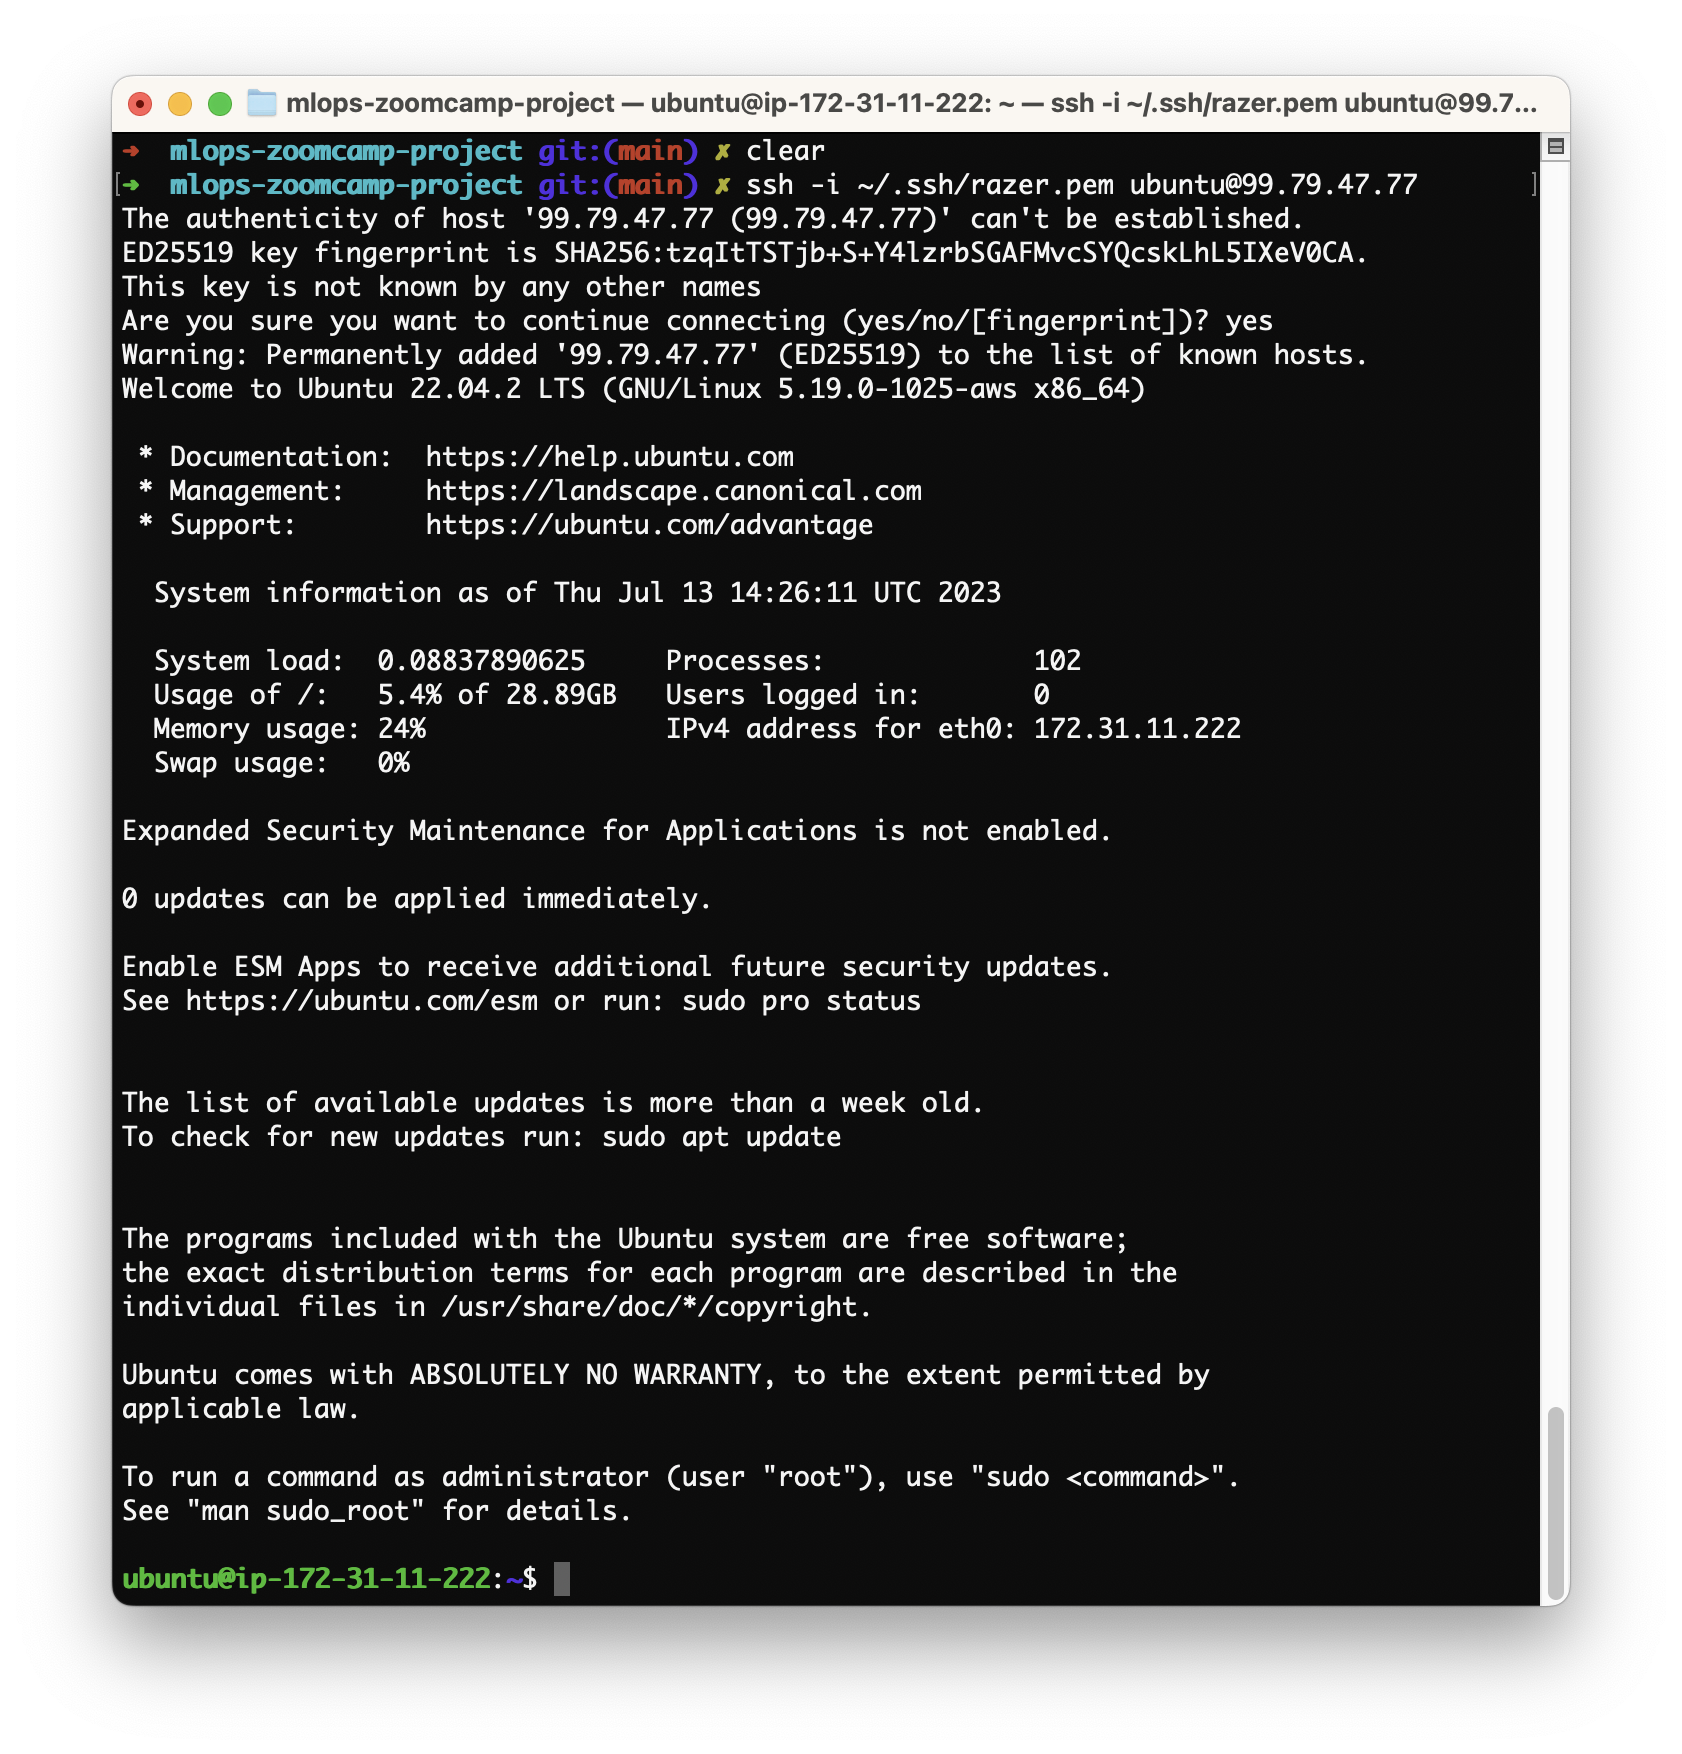 mlops-zoomcamp-project — ubuntu@ip-172-31-11-222: ~ — ssh -i ~/.ssh/razer.pem ubuntu@99.7...
➜  mlops-zoomcamp-project git:(main) ✗ clear
[➜  mlops-zoomcamp-project git:(main) ✗ ssh -i ~/.ssh/razer.pem ubuntu@99.79.47.77 ]
The authenticity of host '99.79.47.77 (99.79.47.77)' can't be established.
ED25519 key fingerprint is SHA256:tzqItTSTjb+S+Y4lzrbSGAFMvcSYQcskLhL5IXeV0CA.
This key is not known by any other names
Are you sure you want to continue connecting (yes/no/[fingerprint])? yes
Warning: Permanently added '99.79.47.77' (ED25519) to the list of known hosts.
Welcome to Ubuntu 22.04.2 LTS (GNU/Linux 5.19.0-1025-aws x86_64)

 * Documentation:  https://help.ubuntu.com
 * Management:     https://landscape.canonical.com
 * Support:        https://ubuntu.com/advantage

  System information as of Thu Jul 13 14:26:11 UTC 2023

  System load:  0.08837890625     Processes:             102
  Usage of /:   5.4% of 28.89GB   Users logged in:       0
  Memory usage: 24%               IPv4 address for eth0: 172.31.11.222
  Swap usage:   0%

Expanded Security Maintenance for Applications is not enabled.

0 updates can be applied immediately.

Enable ESM Apps to receive additional future security updates.
See https://ubuntu.com/esm or run: sudo pro status


The list of available updates is more than a week old.
To check for new updates run: sudo apt update


The programs included with the Ubuntu system are free software;
the exact distribution terms for each program are described in the
individual files in /usr/share/doc/*/copyright.

Ubuntu comes with ABSOLUTELY NO WARRANTY, to the extent permitted by
applicable law.

To run a command as administrator (user "root"), use "sudo <command>".
See "man sudo_root" for details.

ubuntu@ip-172-31-11-222:~$